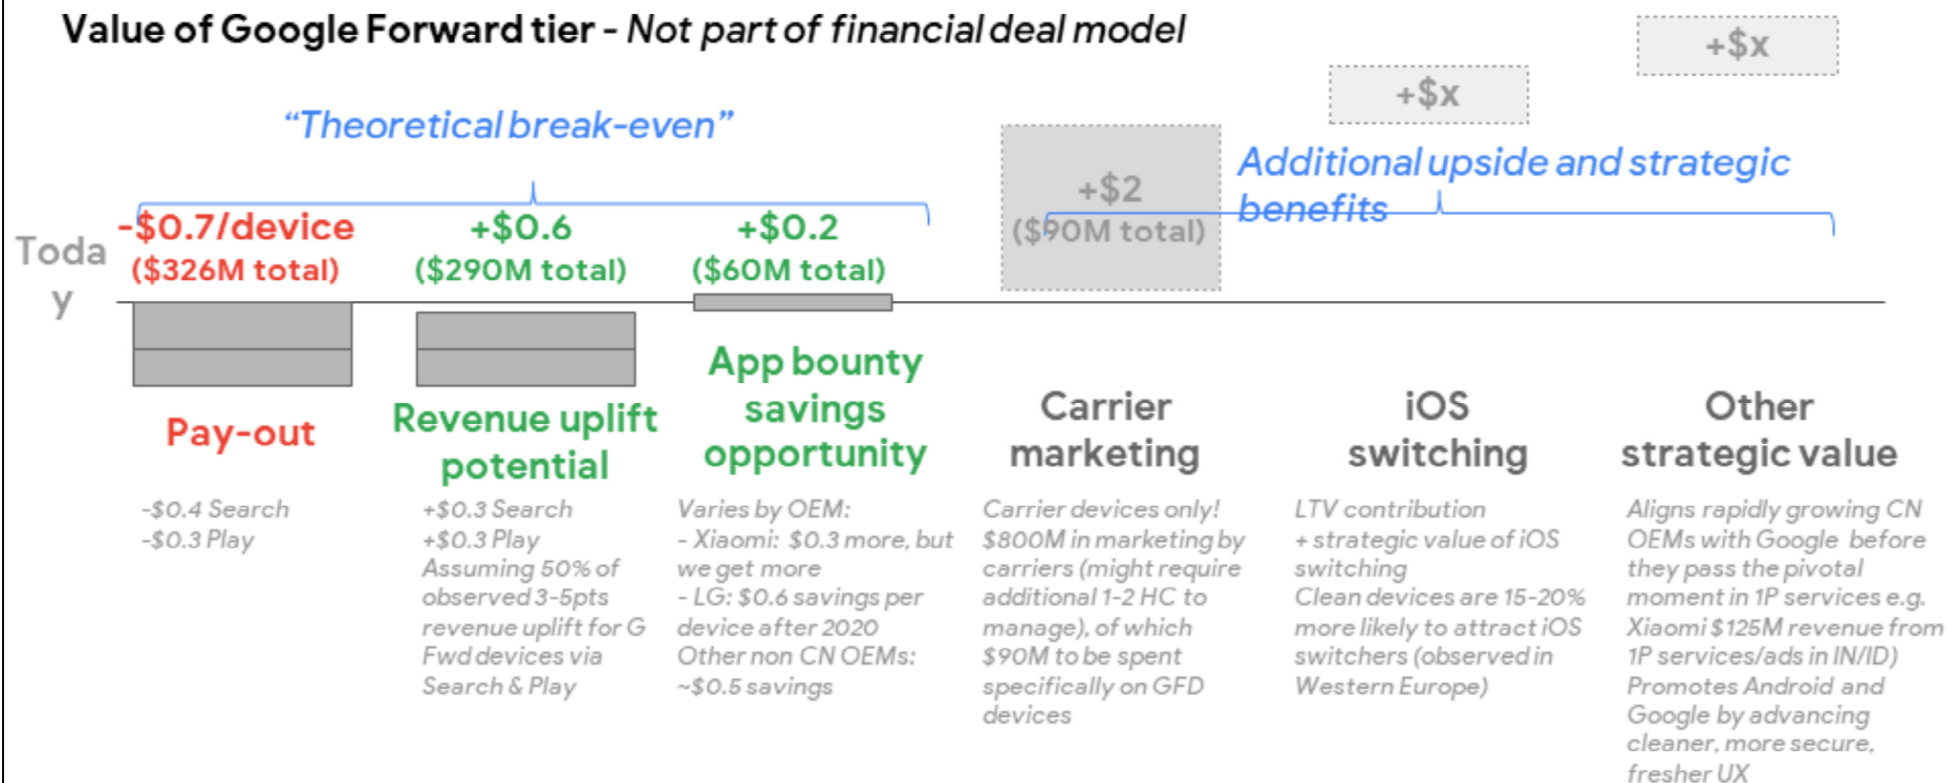 Value of Google Forward tier - Not part of financial deal model
+$x
+$x
“Theoretical break-even”
Additional upside and strategic
benefits
+$2
($90M total)
Toda
y
-$0.7/device
($326M total)
+$0.6
($290M total)
+$0.2
($60M total)
Pay-out
-$0.4 Search
-$0.3 Play
Revenue uplift
potential
+$0.3 Search
+$0.3 Play
Assuming 50% of
observed 3-5pts
revenue uplift for G
Fwd devices via
Search & Play
App bounty
savings
opportunity
Varies by OEM:
- Xiaomi: $0.3 more, but
we get more
- LG: $0.6 savings per
device after 2020
Other non CN OEMs:
~$0.5 savings
Carrier
marketing
Carrier devices only!
$800M in marketing by
carriers (might require
additional 1-2 HC to
manage), of which
$90M to be spent
specifically on GFD
devices
iOS
switching
LTV contribution
+ strategic value of iOS
switching
Clean devices are 15-20%
more likely to attract iOS
switchers (observed in
Western Europe)
Other
strategic value
Aligns rapidly growing CN
OEMs with Google before
they pass the pivotal
moment in 1P services e.g.
Xiaomi $125M revenue from
1P services/ads in IN/ID)
Promotes Android and
Google by advancing
cleaner, more secure,
fresher UX